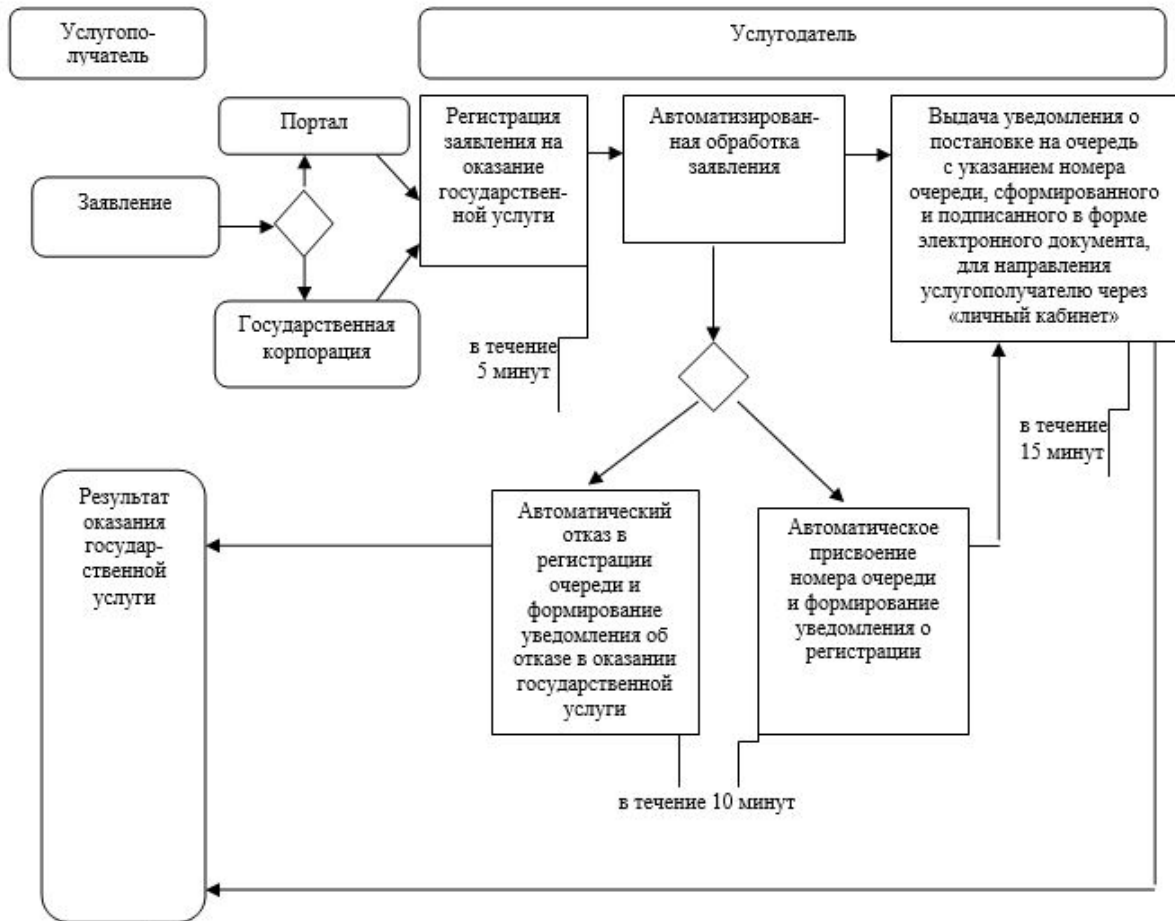 Услугопо-
лучатель
Услугодатель
Заявление
Портал
Государственная
корпорация
Регистрация
заявления на
оказание
государствен-
ной услуги
в течение
5 минут
Автоматизирован-
ная обработка
заявления
Выдача уведомления о
постановке на очередь
с указанием номера
очереди, сформированного
и подписанного в форме
электронного документа,
для направления
услугополучателю через
«личный кабинет»
в течение
15 минут
Результат
оказания
государ-
ственной
услуги
Автоматический
отказ в
регистрации
очереди и
формирование
уведомления об
отказе в оказании
государственной
услуги
Автоматическое
присвоение
номера очереди
и формирование
уведомления о
регистрации
в течение 10 минут